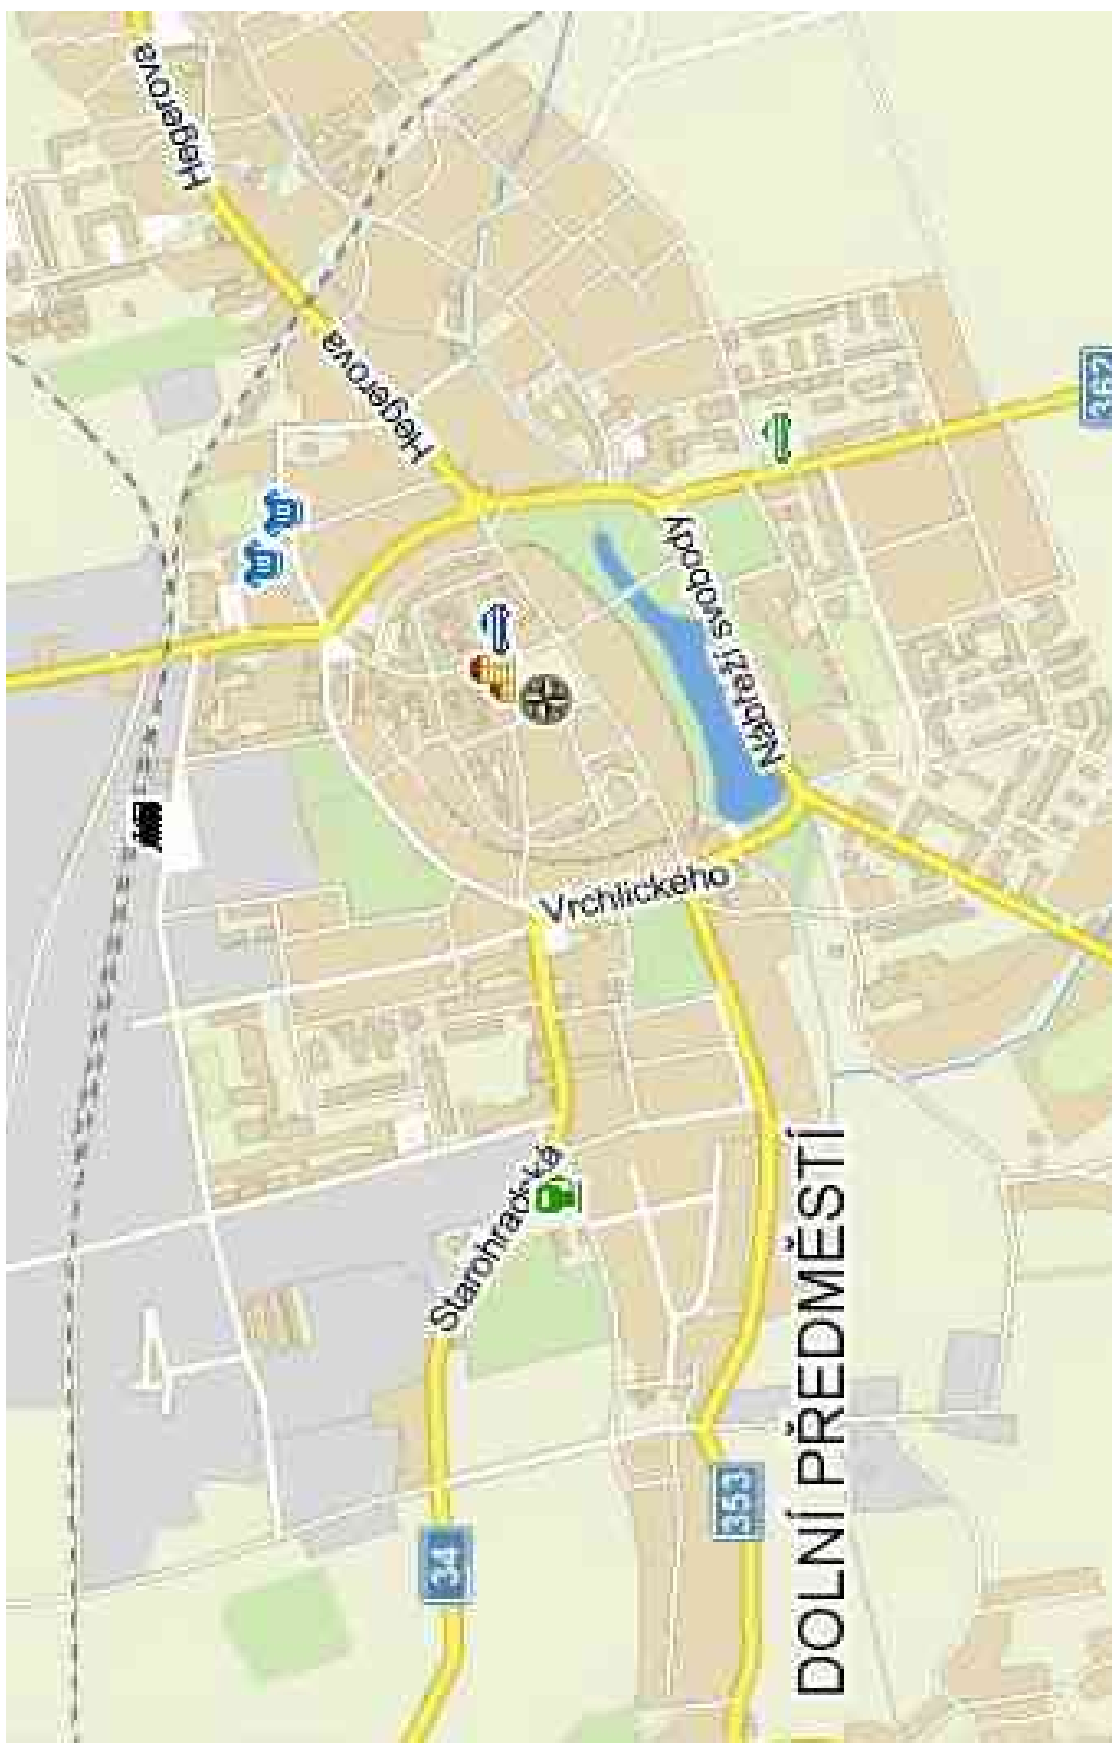 Hegerova
Hegerova
357
Nábřeží svobody
Vrchlického
Starohradská
34
353
DOLNÍ PŘEDMĚSTÍ